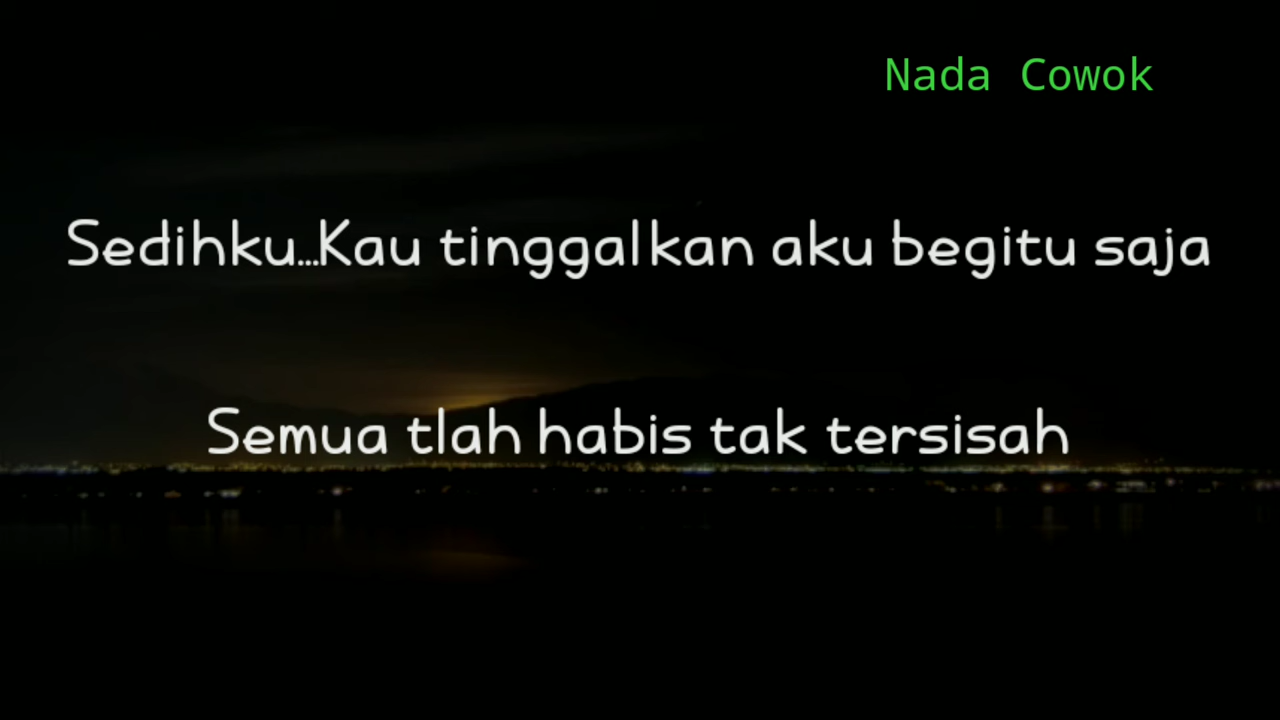 Nada Cowok
Sedihku...Kau tinggalkan aku begitu saja
Semua tlah habis tak tersisah